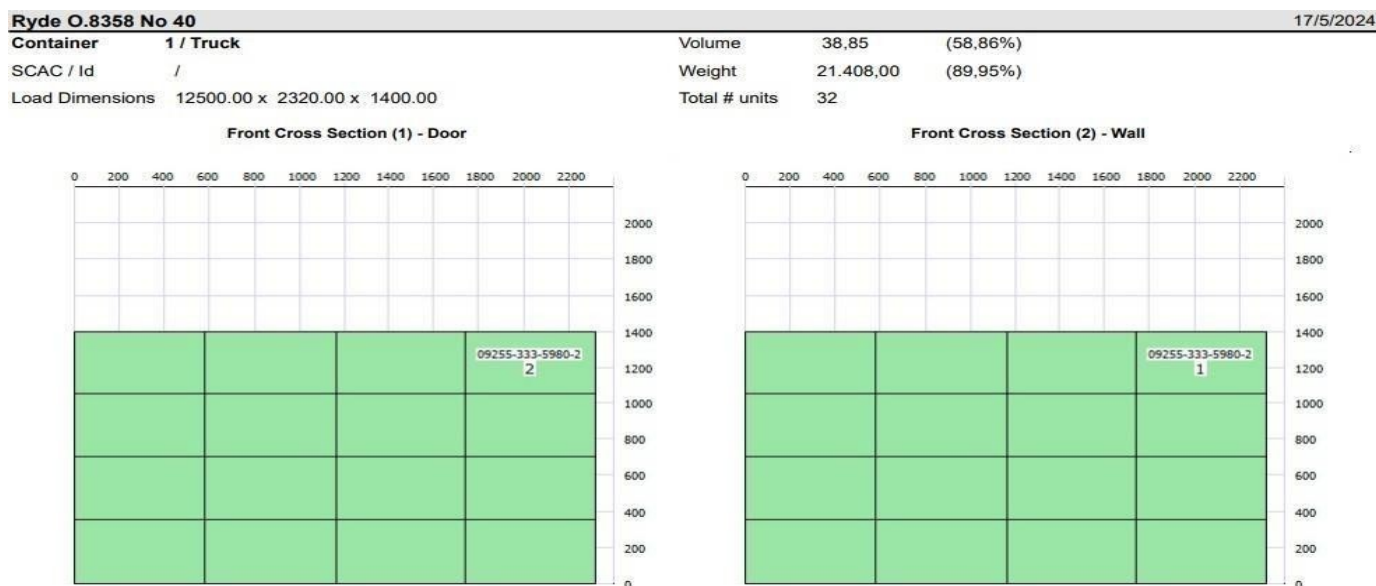 Ryde O.8358 No 40 17/5/2024
Container 1 / Truck Volume 38,85 (58,86%)
SCAC / Id / Weight 21.408,00 (89,95%)
Load Dimensions 12500.00 x 2320.00 x 1400.00 Total # units 32
Front Cross Section (1) - Door Front Cross Section (2) - Wall
0 200 400 600 800 1000 1200 1400 1600 1800 2000 2200 0 200 400 600 800 1000 1200 1400 1600 1800 2000 2200
2000 2000
1800 1800
1600 1600
1400 1400
09255-333-5980-2 09255-333-5980-2
2 1200 1 1200
1000 1000
800 800
600 600
400 400
200 200
0 0